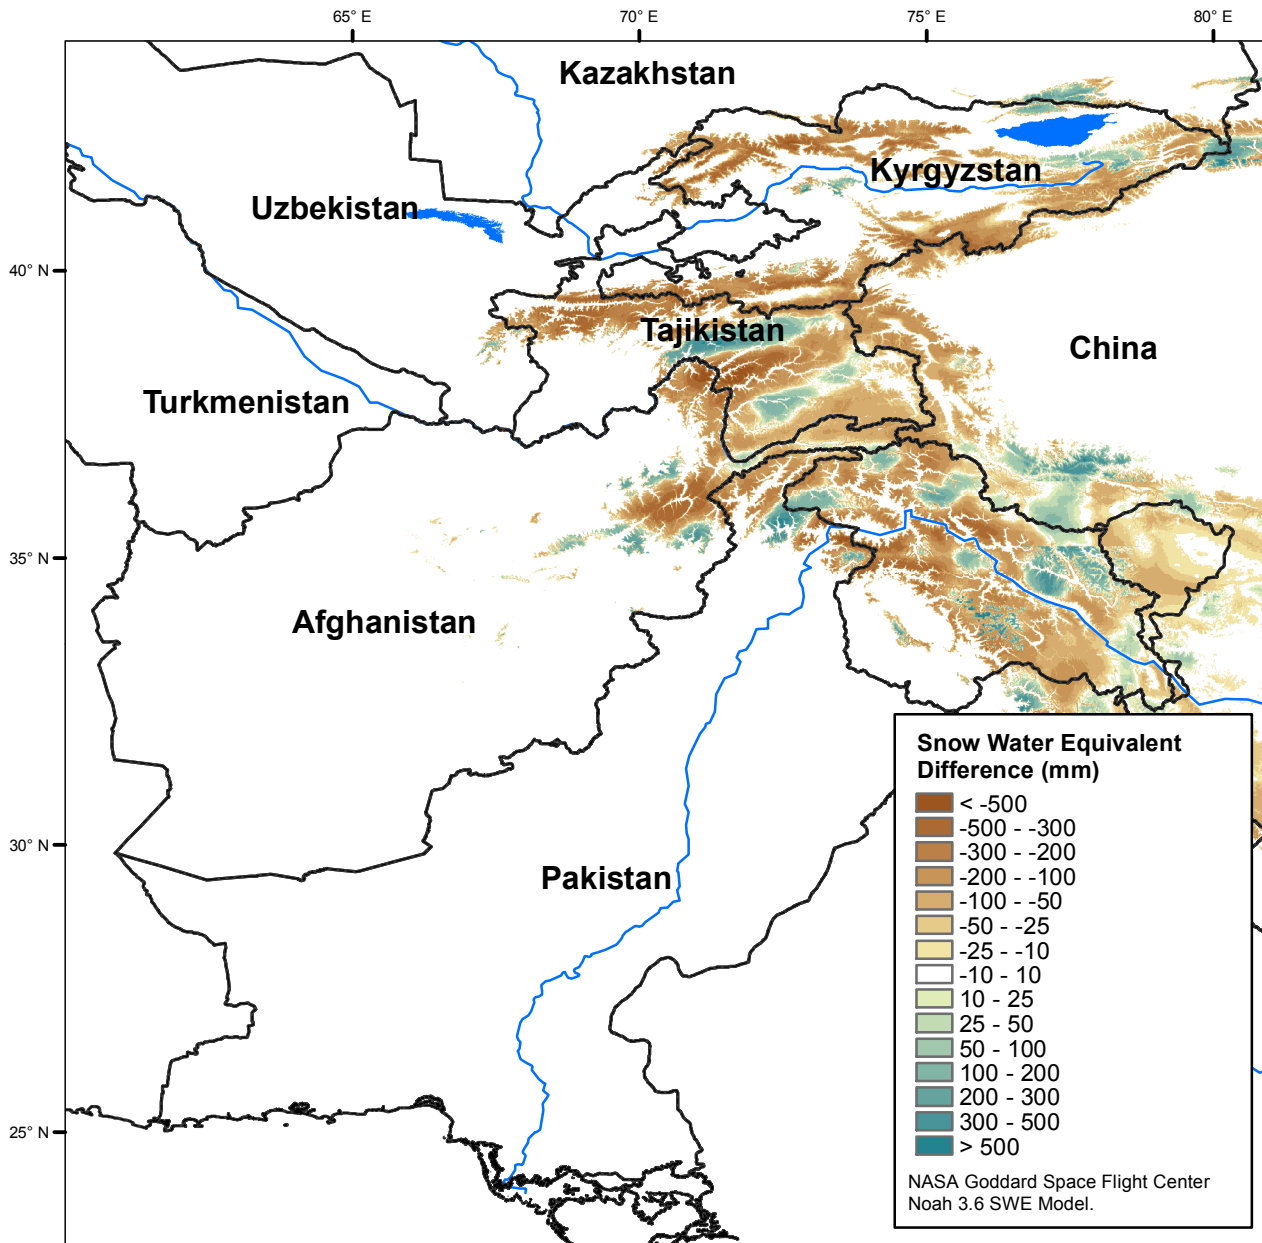 65° E
70° E
75° E
80° E
Kazakhstan
Kyrgyzstan
Uzbekistan
40° N
Tajikistan
China
Turkmenistan
35° N
Afghanistan
30° N
Pakistan
25° N
Snow Water Equivalent
Difference (mm)
< -500
-500 - -300
-300 - -200
-200 - -100
-100 - -50
-50 - -25
-25 - -10
-10 - 10
10 - 25
25 - 50
50 - 100
100 - 200
200 - 300
300 - 500
> 500
NASA Goddard Space Flight Center
Noah 3.6 SWE Model.